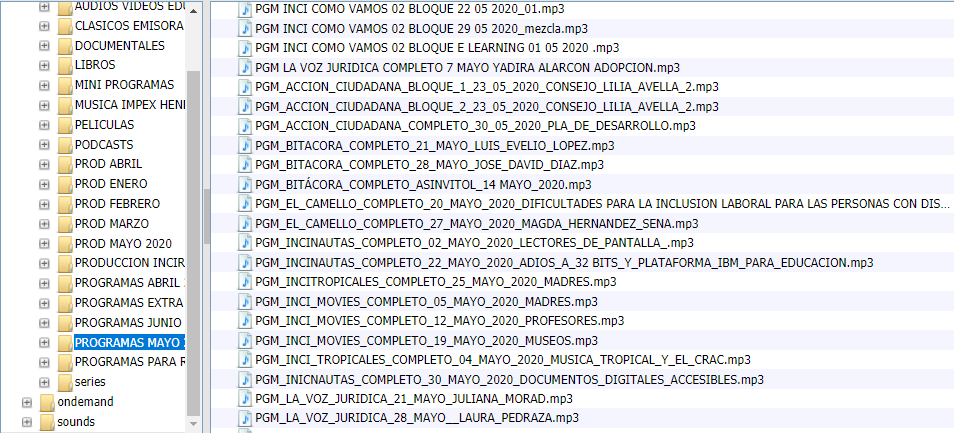 AUDIOS VIDEOS EDU
CLASICOS EMISORA
DOCUMENTALES
LIBROS
MINI PROGRAMAS
MUSICA IMPEX HENI
PELICULAS
PODCASTS
PROD ABRIL
PROD ENERO
PROD FEBRERO
PROD MARZO
PROD MAYO 2020
PRODUCCION INCIR
PROGRAMAS ABRIL
PROGRAMAS EXTRA
PROGRAMAS JUNIO
PROGRAMAS MAYO 2
PROGRAMAS PARA R
series
ondemand
sounds
PGM INCI COMO VAMOS 02 BLOQUE 22 05 2020_01.mp3
PGM INCI COMO VAMOS 02 BLOQUE 29 05 2020_mezcla.mp3
PGM INCI COMO VAMOS 02 BLOQUE E LEARNING 01 05 2020 .mp3
PGM LA VOZ JURIDICA COMPLETO 7 MAYO YADIRA ALARCON ADOPCION.mp3
PGM_ACCION_CIUDADANA_BLOQUE_1_23_05_2020_CONSEJO_LILIA_AVELLA_2.mp3
PGM_ACCION_CIUDADANA_BLOQUE_2_23_05_2020_CONSEJO_LILIA_AVELLA_2.mp3
PGM_ACCION_CIUDADANA_COMPLETO_30_05_2020_PLA_DE_DESARROLLO.mp3
PGM_BITACORA_COMPLETO_21_MAYO_LUIS_EVELIO_LOPEZ.mp3
PGM_BITACORA_COMPLETO_28_MAYO_JOSE_DAVID_DIAZ.mp3
PGM_BITÁCORA_COMPLETO_ASINVITOL_14 MAYO_2020.mp3
PGM_EL_CAMELLO_COMPLETO_20_MAYO_2020_DIFICULTADES PARA LA INCLUSION LABORAL PARA LAS PERSONAS CON DIS...
PGM_EL_CAMELLO_COMPLETO_27_MAYO_2020_MAGDA_HERNANDEZ_SENA.mp3
PGM_INCINAUTAS_COMPLETO_02_MAYO_2020_LECTORES_DE_PANTALLA_.mp3
PGM_INCINAUTAS_COMPLETO_22_MAYO_2020_ADIOS_A_32 BITS_Y_PLATAFORMA_IBM_PARA_EDUCACION.mp3
PGM_INCITROPICALES_COMPLETO_25_MAYO_2020_MADRES.mp3
PGM_INCI_MOVIES_COMPLETO_05_MAYO_2020_MADRES.mp3
PGM_INCI_MOVIES_COMPLETO_12_MAYO_2020_PROFESORES.mp3
PGM_INCI_MOVIES_COMPLETO_19_MAYO_2020_MUSEOS.mp3
PGM_INCI_TROPICALES_COMPLETO_04_MAYO_2020_MUSICA_TROPICAL_Y_EL_CRAC.mp3
PGM_INICNAUTAS_COMPLETO_30_MAYO_2020_DOCUMENTOS_DIGITALES_ACCESIBLES.mp3
PGM_LA_VOZ_JURIDICA_21_MAYO_JULIANA_MORAD.mp3
PGM_LA_VOZ_JURIDICA_28_MAYO__LAURA_PEDRAZA.mp3